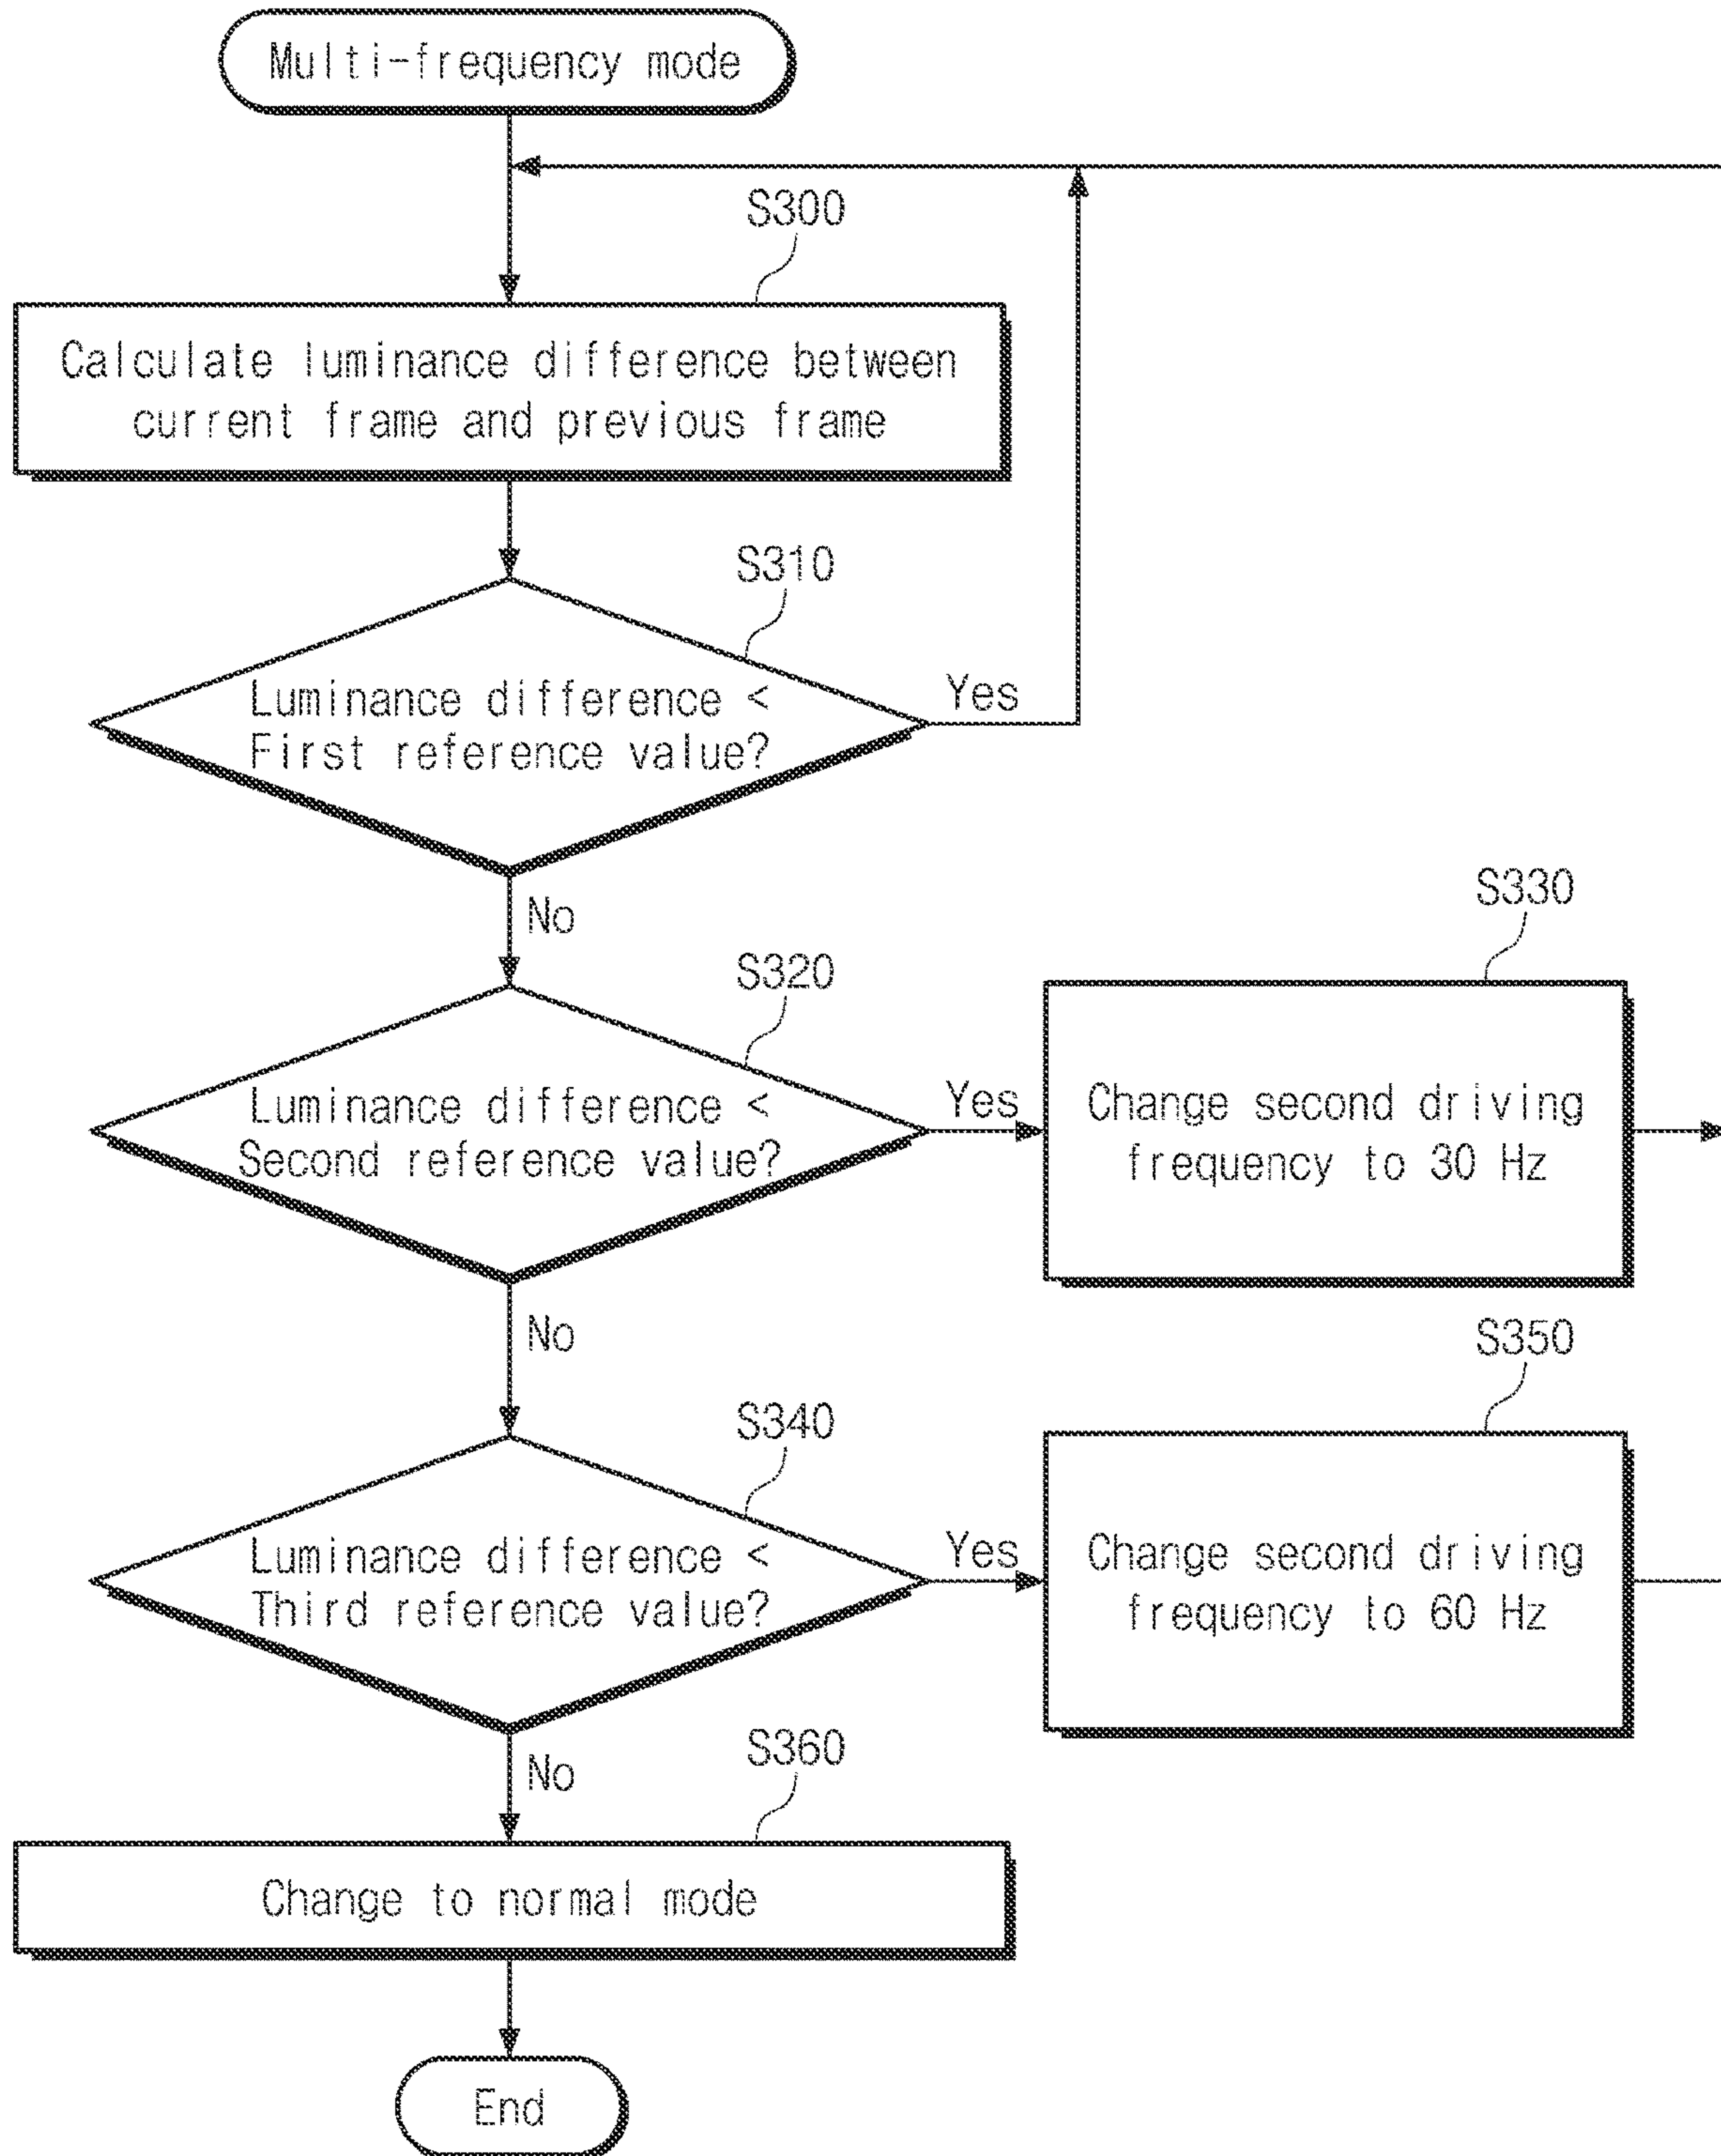 Multi-frequency mode
S300
Calculate luminance difference between
current frame and previous frame
S310
Luminance difference <
First reference value?
Yes
No
S320
Luminance difference <
Second reference value?
Yes
S330
Change second driving
frequency to 30 Hz
No
S340
Luminance difference <
Third reference value?
Yes
S350
Change second driving
frequency to 60 Hz
No
S360
Change to normal mode
End